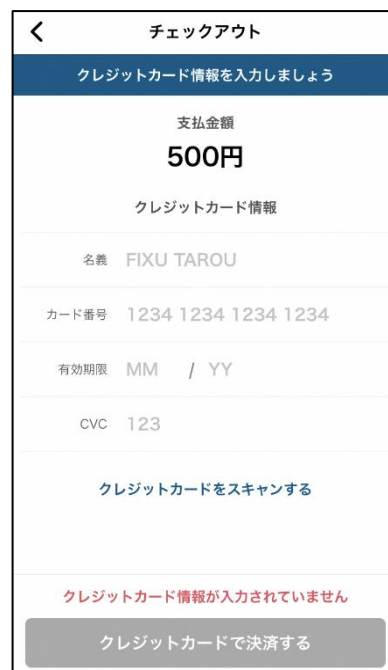 チェックアウト
クレジットカード情報を入力しましょう
支払金額
500円
クレジットカード情報
名義 FIXU TAROU
カード番号 1234 1234 1234 1234
有効期限 MM / YY
CVC 123
クレジットカードをスキャンする
クレジットカード情報が入力されていません
クレジットカードで決済する